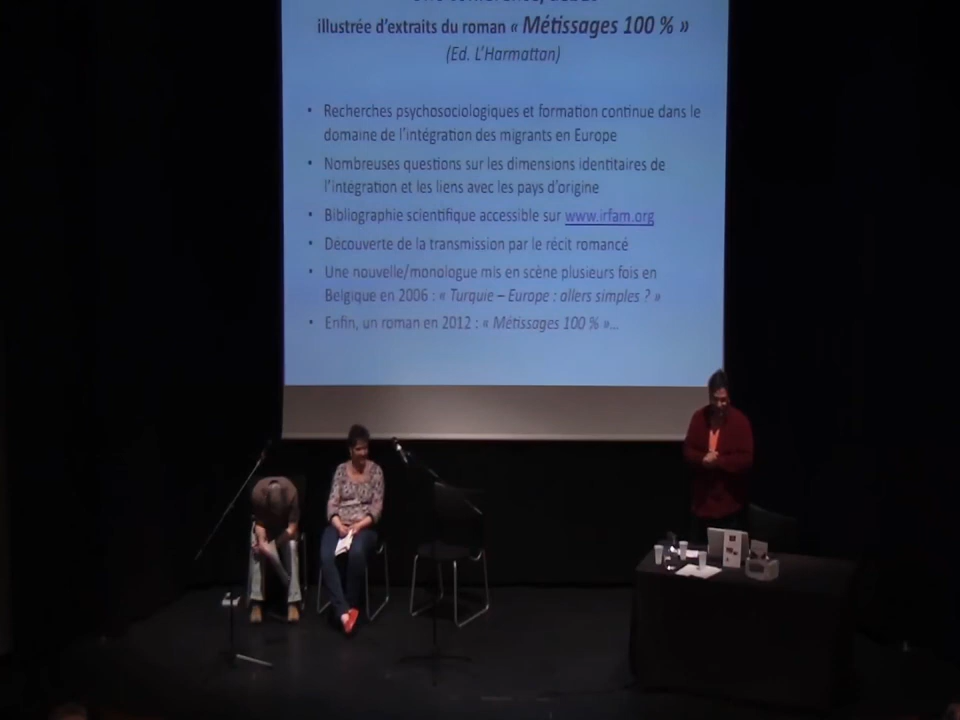 illustrée d'extraits du roman « Métissages 100 % »
(Ed. L'Harmattan)
• Recherches psychosociologiques et formation continue dans le
domaine de l'intégration des migrants en Europe
• Nombreuses questions sur les dimensions identitaires de
l'intégration et les liens avec les pays d'origine
• Bibliographie scientifique accessible sur www.irfam.org
• Découverte de la transmission par le récit romancé
• Une nouvelle/monologue mis en scène plusieurs fois en
Belgique en 2006 : « Turquie – Europe : allers simples ? »
• Enfin, un roman en 2012 : « Métissages 100 % »...